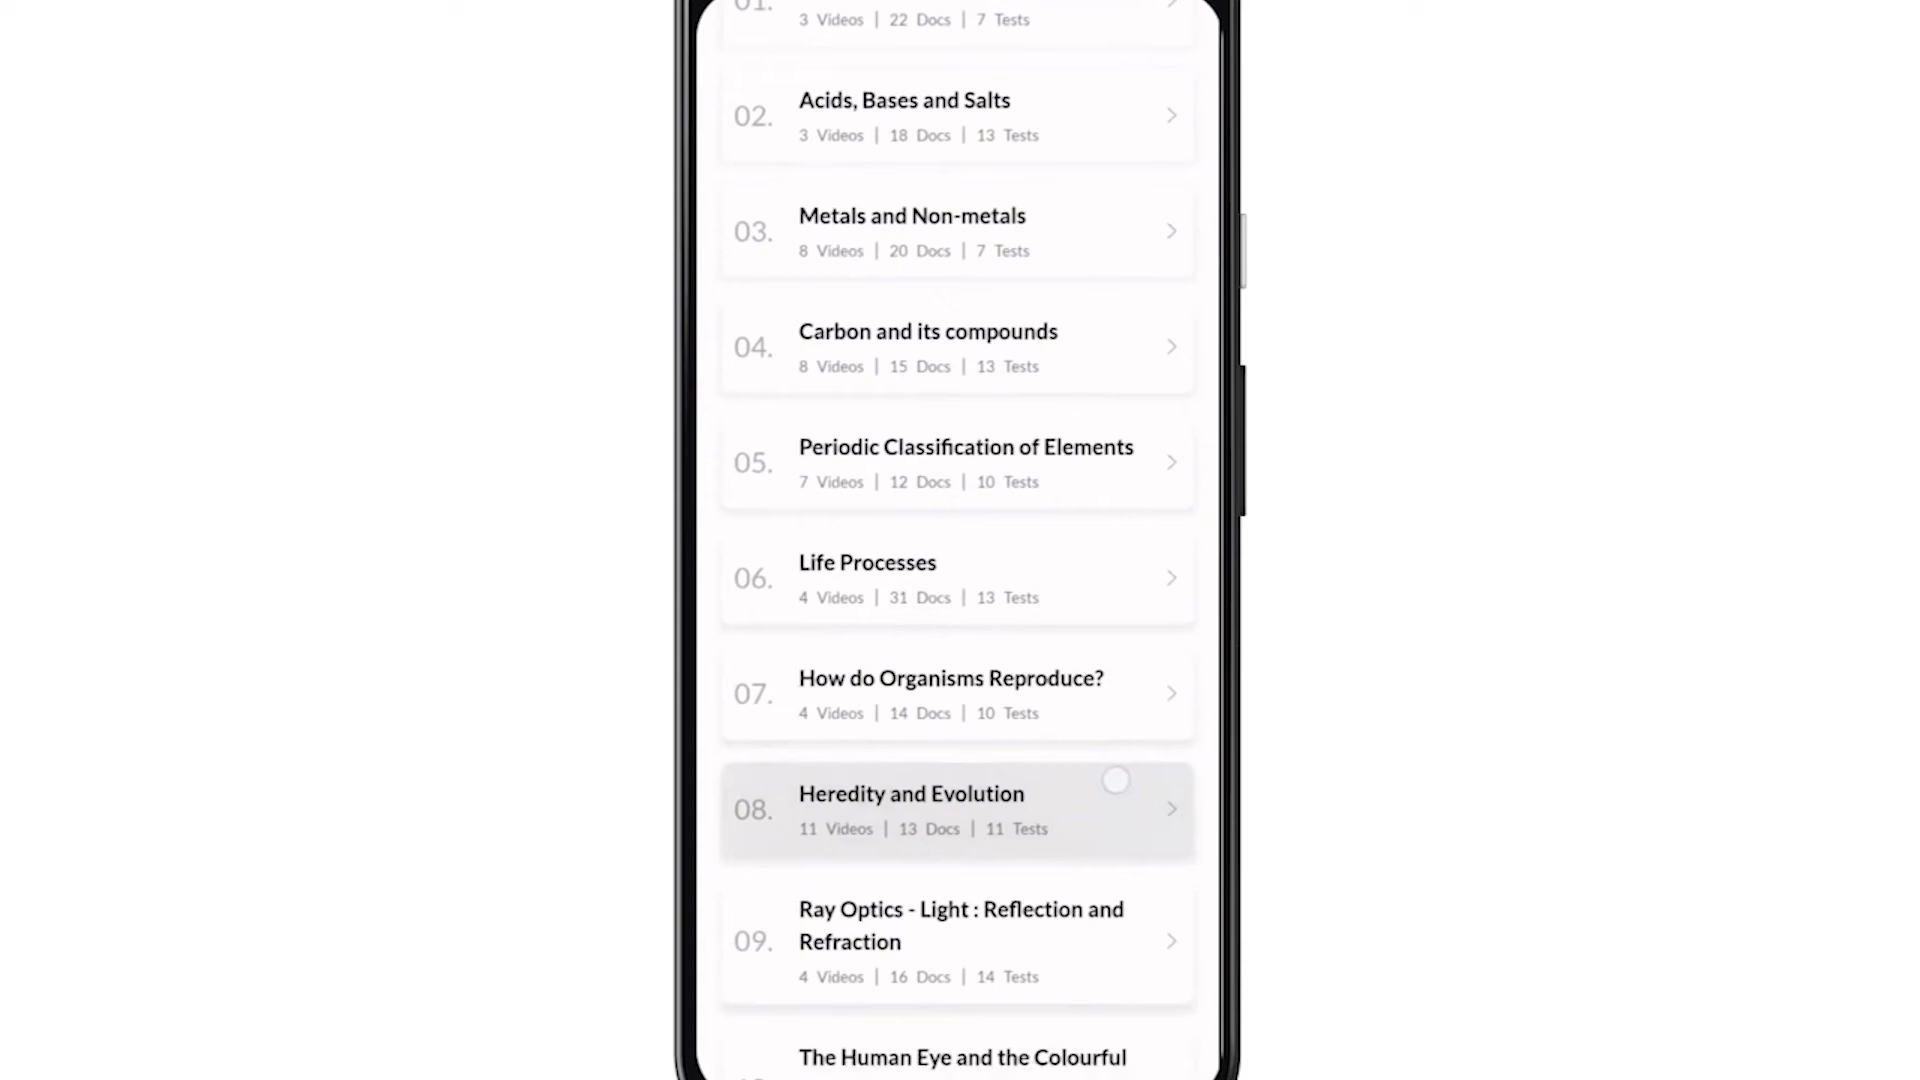 01.
3 Videos | 22 Docs | 7 Tests
02.
Acids, Bases and Salts
3 Videos | 18 Docs | 13 Tests
03.
Metals and Non-metals
8 Videos | 20 Docs | 7 Tests
04.
Carbon and its compounds
8 Videos | 15 Docs | 13 Tests
05.
Periodic Classification of Elements
7 Videos | 12 Docs | 10 Tests
06.
Life Processes
4 Videos | 31 Docs | 13 Tests
07.
How do Organisms Reproduce?
4 Videos | 14 Docs | 10 Tests
08.
Heredity and Evolution
11 Videos | 13 Docs | 11 Tests
09.
Ray Optics - Light : Reflection and
Refraction
4 Videos | 16 Docs | 14 Tests
The Human Eye and the Colourful